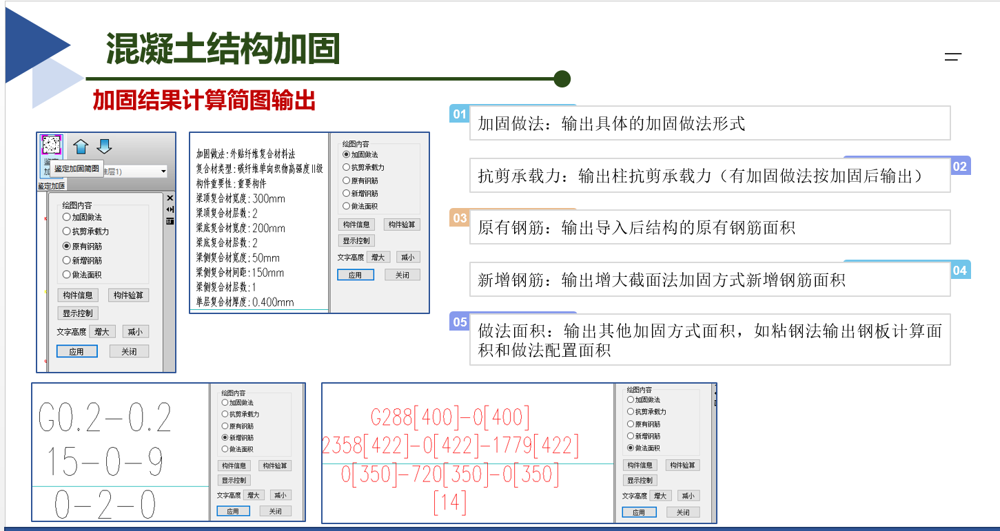 混凝土结构加固
加固结果计算简图输出
鉴定加固简图
鉴定加固
绘图内容
加固做法
抗剪承载力
原有钢筋
新增钢筋
做法面积
构件信息 构件验算
显示控制
文字高度 增大 减小
应用 关闭
加固做法:外贴纤维复合材料法
复合材类型:碳纤维单向织物高强度II级
构件重要性:重要构件
梁顶复合材宽度:300mm
梁顶复合材层数:2
梁底复合材宽度:200mm
梁底复合材层数:2
梁侧复合材宽度:50mm
梁侧复合材间距:150mm
梁侧复合材层数:1
单层复合材厚度:0.400mm
绘图内容
加固做法
抗剪承载力
原有钢筋
新增钢筋
做法面积
构件信息 构件验算
显示控制
文字高度 增大 减小
应用 关闭
01
加固做法：输出具体的加固做法形式
02
抗剪承载力：输出柱抗剪承载力（有加固做法按加固后输出）
03
原有钢筋：输出导入后结构的原有钢筋面积
04
新增钢筋：输出增大截面法加固方式新增钢筋面积
05
做法面积：输出其他加固方式面积，如粘钢法输出钢板计算面
积和做法配置面积
G0.2-0.2
15-0-9
0-2-0
绘图内容
加固做法
抗剪承载力
原有钢筋
新增钢筋
做法面积
构件信息 构件验算
显示控制
文字高度 增大 减小
应用 关闭
G288[400]-0[400]
2358[422]-0[422]-1779[422]
0[350]-720[350]-0[350]
[14]
绘图内容
加固做法
抗剪承载力
原有钢筋
新增钢筋
做法面积
构件信息 构件验算
显示控制
文字高度 增大 减小
应用 关闭